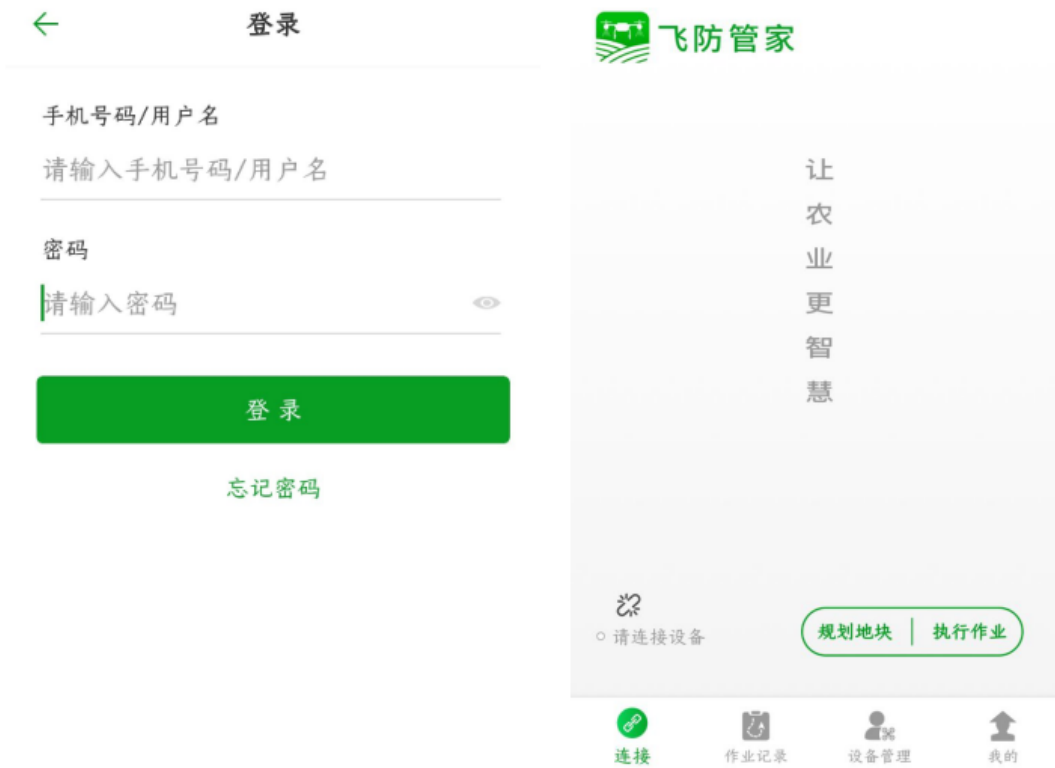 登录
手机号码/用户名
请输入手机号码/用户名
密码
请输入密码
登录
忘记密码
飞防管家
让
农
业
更
智
慧
请连接设备
规划地块 | 执行作业
连接
作业记录
设备管理
我的